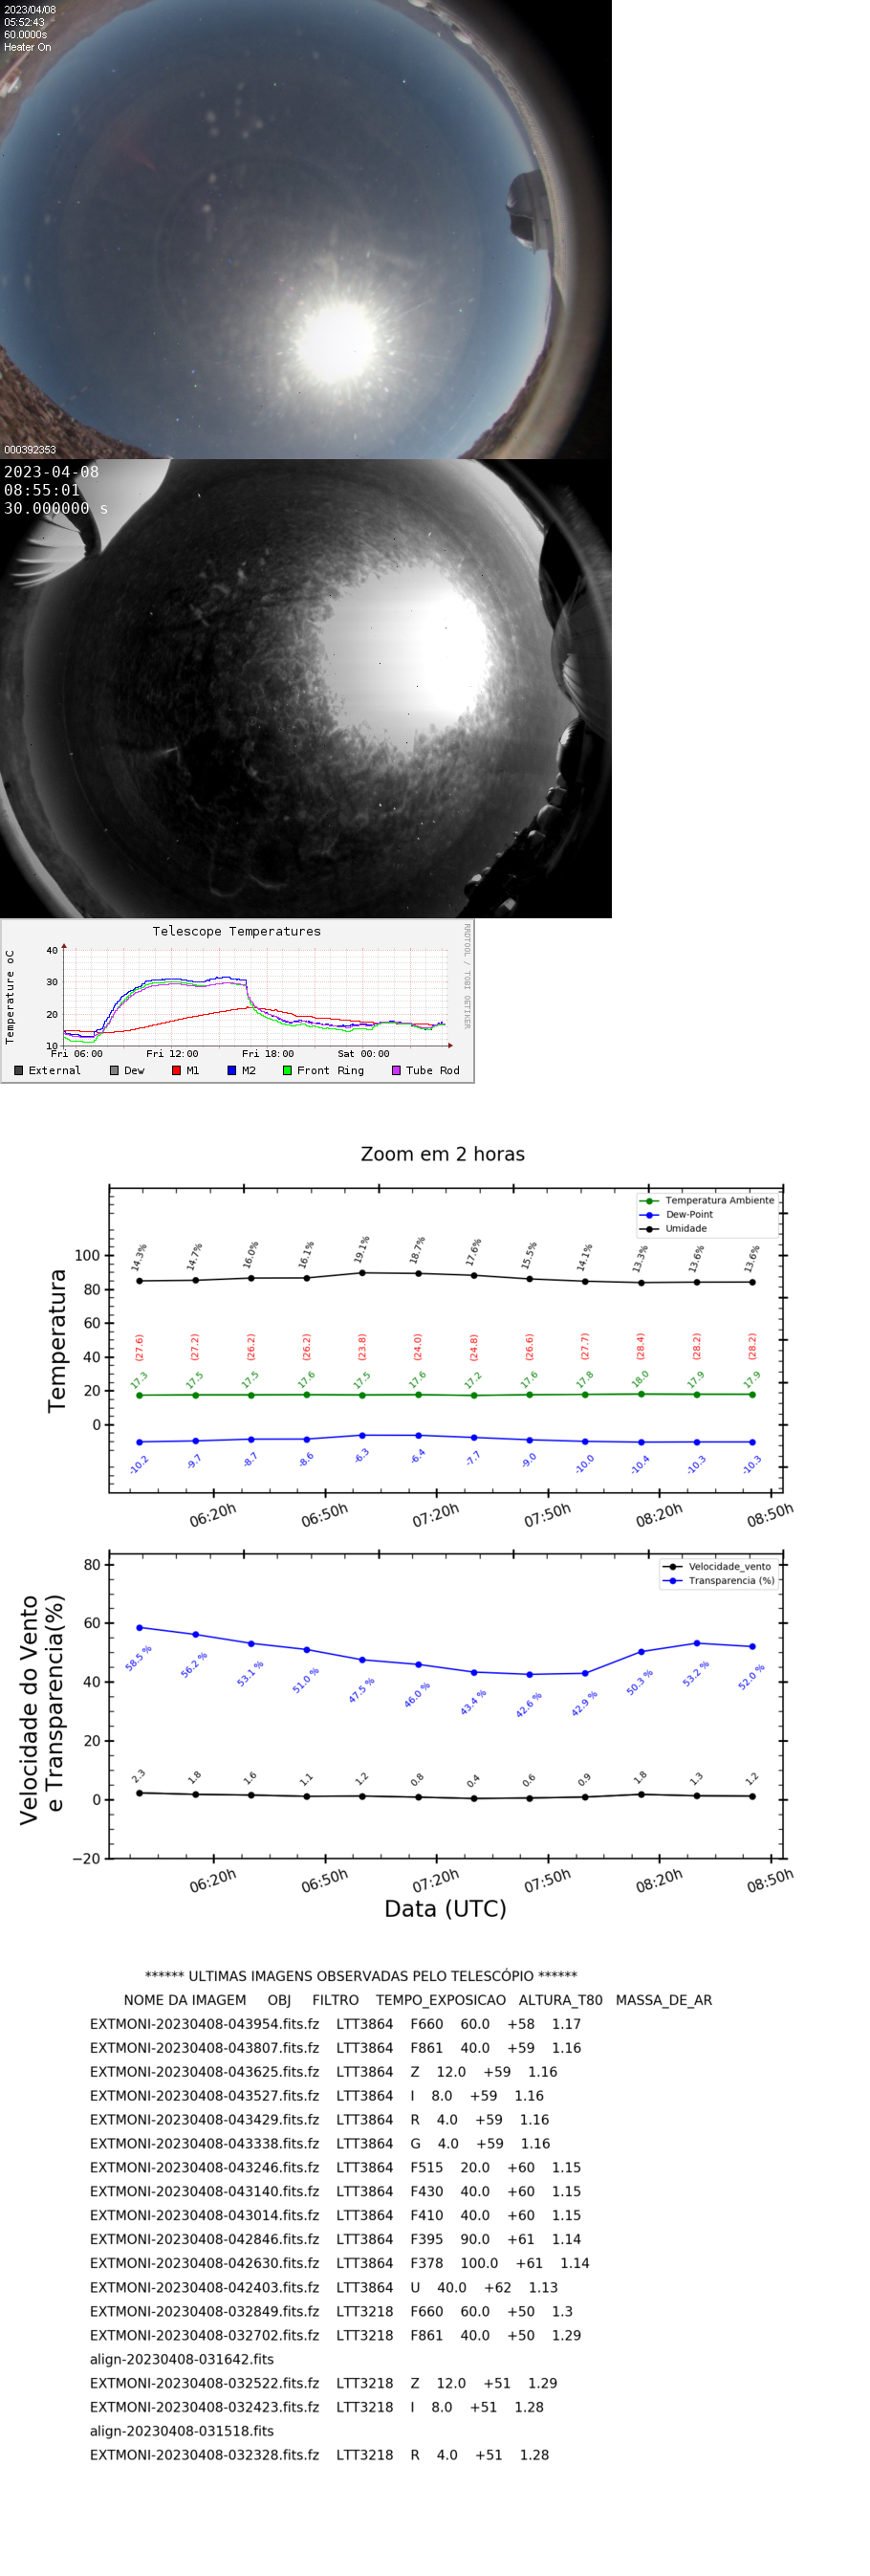 2023/04/08
05:52:43
60.0000s
Heater On
000392353
2023-04-08
08:55:01
30.000000 s
Telescope Temperatures
RRDTOOL / TOBI OETIKER
Temperature oC
40
30
20
10
Fri 06:00 Fri 12:00 Fri 18:00 Sat 00:00
External Dew M1 M2 Front Ring Tube Rod
Zoom em 2 horas
Temperatura Ambiente
Dew-Point
Umidade
Temperatura
100
80
60
40
20
0
14.3% 14.7% 16.0% 16.1% 19.1% 18.7% 17.6% 15.5% 14.1% 13.3% 13.6% 13.6%
(27.6) (27.2) (26.2) (26.2) (23.8) (24.0) (24.8) (26.6) (27.7) (28.4) (28.2) (28.2)
17.3 17.5 17.5 17.6 17.5 17.6 17.2 17.6 17.8 18.0 17.9 17.9
-10.2 -9.7 -8.7 -8.6 -6.3 -6.4 -7.7 -9.0 -10.0 -10.4 -10.3 -10.3
06:20h 06:50h 07:20h 07:50h 08:20h 08:50h
Velocidade_vento
Transparencia (%)
Velocidade do Vento
e Transparencia(%)
80
60
40
20
0
−20
58.5 % 56.2 % 53.1 % 51.0 % 47.5 % 46.0 % 43.4 % 42.6 % 42.9 % 50.3 % 53.2 % 52.0 %
2.3 1.8 1.6 1.1 1.2 0.8 0.4 0.6 0.9 1.8 1.3 1.2
06:20h 06:50h 07:20h 07:50h 08:20h 08:50h
Data (UTC)
****** ULTIMAS IMAGENS OBSERVADAS PELO TELESCÓPIO ******
NOME DA IMAGEM OBJ FILTRO TEMPO_EXPOSICAO ALTURA_T80 MASSA_DE_AR
EXTMONI-20230408-043954.fits.fz LTT3864 F660 60.0 +58 1.17
EXTMONI-20230408-043807.fits.fz LTT3864 F861 40.0 +59 1.16
EXTMONI-20230408-043625.fits.fz LTT3864 Z 12.0 +59 1.16
EXTMONI-20230408-043527.fits.fz LTT3864 I 8.0 +59 1.16
EXTMONI-20230408-043429.fits.fz LTT3864 R 4.0 +59 1.16
EXTMONI-20230408-043338.fits.fz LTT3864 G 4.0 +59 1.16
EXTMONI-20230408-043246.fits.fz LTT3864 F515 20.0 +60 1.15
EXTMONI-20230408-043140.fits.fz LTT3864 F430 40.0 +60 1.15
EXTMONI-20230408-043014.fits.fz LTT3864 F410 40.0 +60 1.15
EXTMONI-20230408-042846.fits.fz LTT3864 F395 90.0 +61 1.14
EXTMONI-20230408-042630.fits.fz LTT3864 F378 100.0 +61 1.14
EXTMONI-20230408-042403.fits.fz LTT3864 U 40.0 +62 1.13
EXTMONI-20230408-032849.fits.fz LTT3218 F660 60.0 +50 1.3
EXTMONI-20230408-032702.fits.fz LTT3218 F861 40.0 +50 1.29
align-20230408-031642.fits
EXTMONI-20230408-032522.fits.fz LTT3218 Z 12.0 +51 1.29
EXTMONI-20230408-032423.fits.fz LTT3218 I 8.0 +51 1.28
align-20230408-031518.fits
EXTMONI-20230408-032328.fits.fz LTT3218 R 4.0 +51 1.28